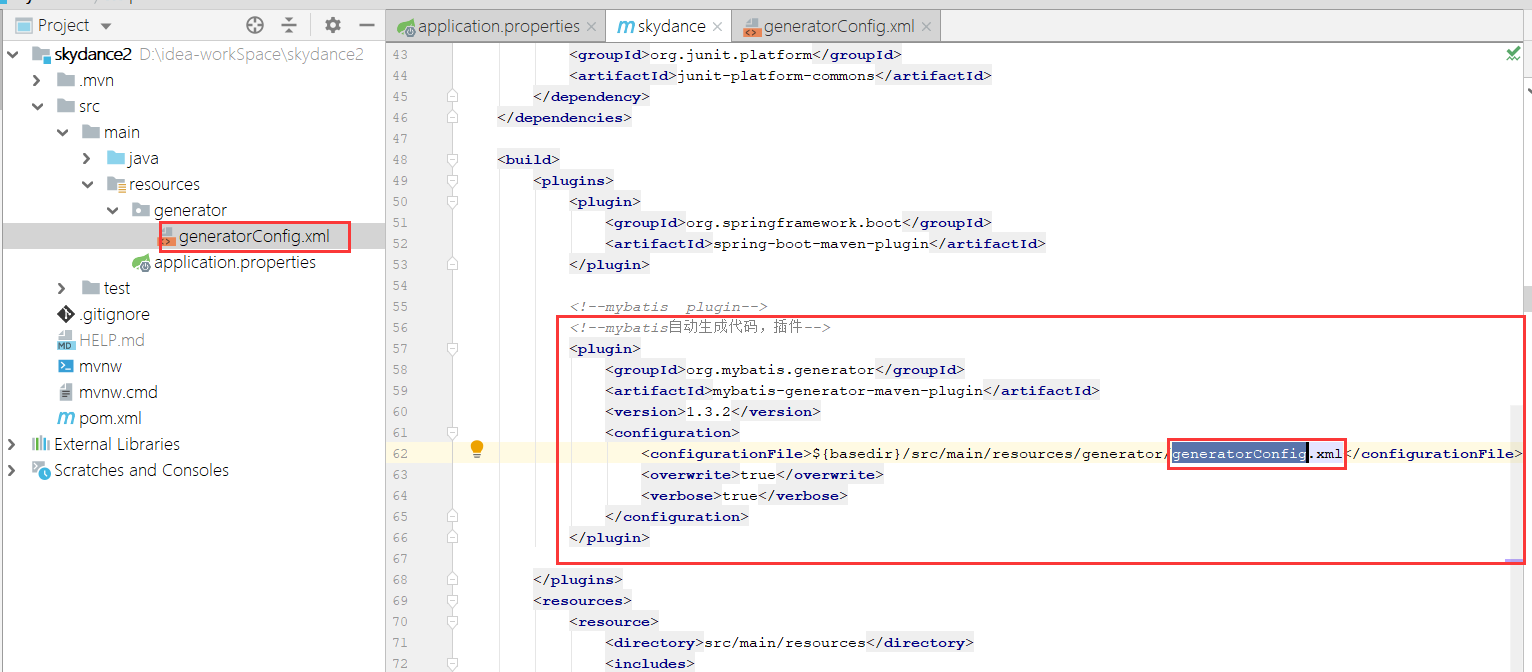 Project
skydance2 D:\idea-workSpace\skydance2
.mvn
src
main
java
resources
generator
generatorConfig.xml
application.properties
test
.gitignore
HELP.md
mvnw
mvnw.cmd
pom.xml
External Libraries
Scratches and Consoles
application.properties
skydance
generatorConfig.xml
43 <groupId>org.junit.platform</groupId>
44 <artifactId>junit-platform-commons</artifactId>
45 </dependency>
46 </dependencies>
47
48 <build>
49 <plugins>
50 <plugin>
51 <groupId>org.springframework.boot</groupId>
52 <artifactId>spring-boot-maven-plugin</artifactId>
53 </plugin>
54
55 <!--mybatis plugin-->
56 <!--mybatis自动生成代码，插件-->
57 <plugin>
58 <groupId>org.mybatis.generator</groupId>
59 <artifactId>mybatis-generator-maven-plugin</artifactId>
60 <version>1.3.2</version>
61 <configuration>
62 <configurationFile>${basedir}/src/main/resources/generator/generatorConfig.xml</configurationFile>
63 <overwrite>true</overwrite>
64 <verbose>true</verbose>
65 </configuration>
66 </plugin>
67
68 </plugins>
69 <resources>
70 <resource>
71 <directory>src/main/resources</directory>
72 <includes>